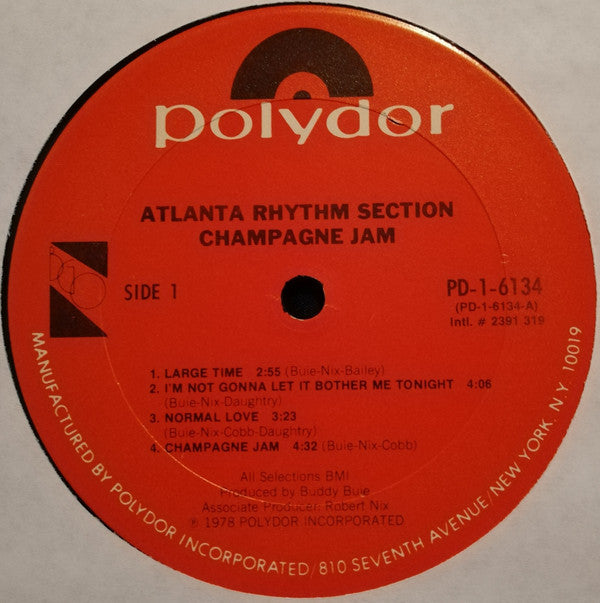 polydor
ATLANTA RHYTHM SECTION
CHAMPAGNE JAM
SIDE 1
PD-1-6134
(PD-1-6134-A)
Intl. # 2391 319
1. LARGE TIME 2:55 (Buie-Nix-Bailey)
2. I'M NOT GONNA LET IT BOTHER ME TONIGHT 4:06
(Buie-Nix-Daughtry)
3. NORMAL LOVE 3:23
(Buie-Nix-Cobb-Daughtry)
4. CHAMPAGNE JAM 4:32 (Buie-Nix-Cobb)
All Selections BMI
Produced by Buddy Buie
Associate Producer: Robert Nix
℗ 1978 POLYDOR INCORPORATED
MANUFACTURED BY POLYDOR INCORPORATED/810 SEVENTH AVENUE/NEW YORK, N.Y. 10019